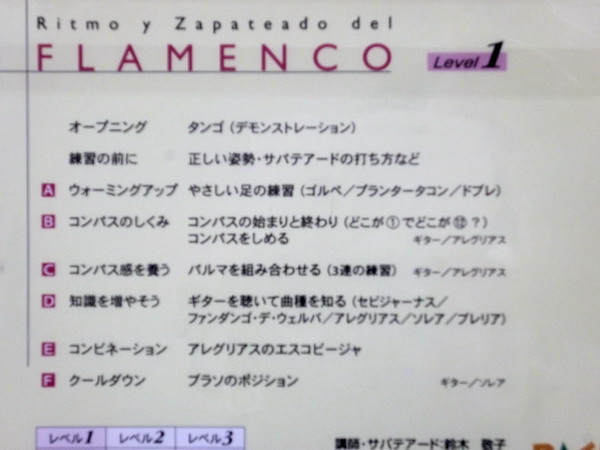 Ritmo y Zapateado del
FLAMENCO Level 1
オープニング タンゴ（デモンストレーション）
練習の前に 正しい姿勢・サパテアードの打ち方など
A ウォーミングアップ やさしい足の練習（ゴルペ／プランタータコン／ドブレ）
B コンパスのしくみ コンパスの始まりと終わり（どこが①でどこが⑫？）
コンパスをしめる ギター／アレグリアス
C コンパス感を養う パルマを組み合わせる（3連の練習） ギター／アレグリアス
D 知識を増やそう ギターを聴いて曲種を知る（セビジャーナス／
ファンダンゴ・デ・ウェルバ／アレグリアス／ソレア／ブレリア）
E コンビネーション アレグリアスのエスコビージャ
F クールダウン ブラソのポジション ギター／ソレア
レベル1 レベル2 レベル3 講師・サパテアード：鈴木 敬子